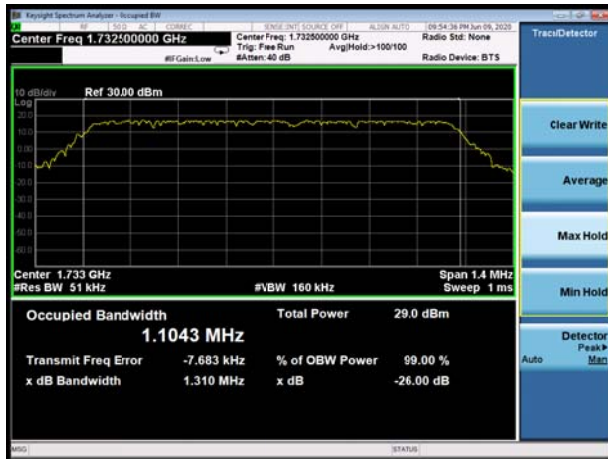 Keysight Spectrum Analyzer - Occupied BW
RF 50 Ω AC CORREC SENSE:INT SOURCE OFF ALIGN AUTO 09:54:36 PM Jun 09, 2020
Center Freq 1.732500000 GHz
Center Freq: 1.732500000 GHz
Radio Std: None
Trig: Free Run Avg|Hold:>100/100
#IFGain:Low #Atten: 40 dB Radio Device: BTS
10 dB/div Ref 30.00 dBm
Log
20.0
10.0
0.00
-10.0
-20.0
-30.0
-40.0
-50.0
-60.0
Center 1.733 GHz Span 1.4 MHz
#Res BW 51 kHz #VBW 160 kHz Sweep 1 ms
Occupied Bandwidth Total Power 29.0 dBm
1.1043 MHz
Transmit Freq Error -7.683 kHz % of OBW Power 99.00 %
x dB Bandwidth 1.310 MHz x dB -26.00 dB
MSG STATUS
Trace/Detector
Clear Write
Average
Max Hold
Min Hold
Detector
Peak▶
Auto Man